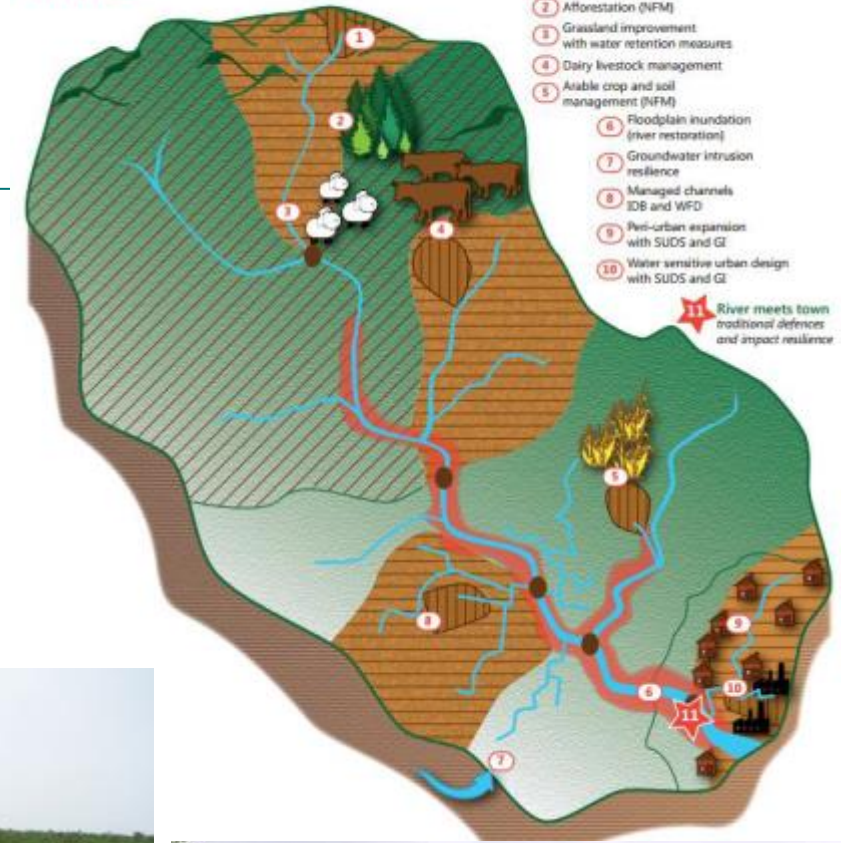 2 Afforestation (NFM)
3 Grassland improvement
with water retention measures
4 Dairy livestock management
5 Arable crop and soil
management (NFM)
6 Floodplain inundation
(river restoration)
7 Groundwater intrusion
resilience
8 Managed channels
IDB and WFD
9 Peri-urban expansion
with SUDS and GI
10 Water sensitive urban design
with SUDS and GI
11 River meets town
traditional defences
and impact resilience
1
2
3
4
5
8
9
10
6
11
7